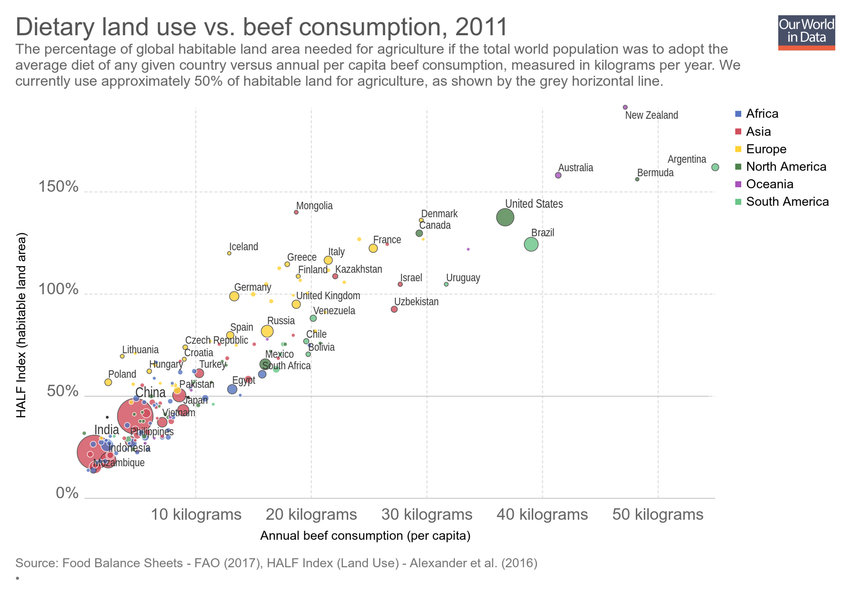 Dietary land use vs. beef consumption, 2011
Our World
in Data
The percentage of global habitable land area needed for agriculture if the total world population was to adopt the
average diet of any given country versus annual per capita beef consumption, measured in kilograms per year. We
currently use approximately 50% of habitable land for agriculture, as shown by the grey horizontal line.
New Zealand
Africa
Asia
Europe
North America
Oceania
South America
Argentina
Australia
Bermuda
150%
Mongolia
United States
Denmark
Canada
Brazil
Iceland
France
Greece
Italy
Finland
Kazakhstan
Israel
Uruguay
100%
Germany
United Kingdom
Uzbekistan
Venezuela
Spain
Russia
Chile
Czech Republic
Bolivia
Lithuania
Croatia
Mexico
Hungary
Turkey
South Africa
Poland
Pakistan
Egypt
50%
China
Japan
Vietnam
India
Philippines
Indonesia
Mozambique
0%
HALF Index (habitable land area)
10 kilograms
20 kilograms
30 kilograms
40 kilograms
50 kilograms
Annual beef consumption (per capita)
Source: Food Balance Sheets - FAO (2017), HALF Index (Land Use) - Alexander et al. (2016)
•